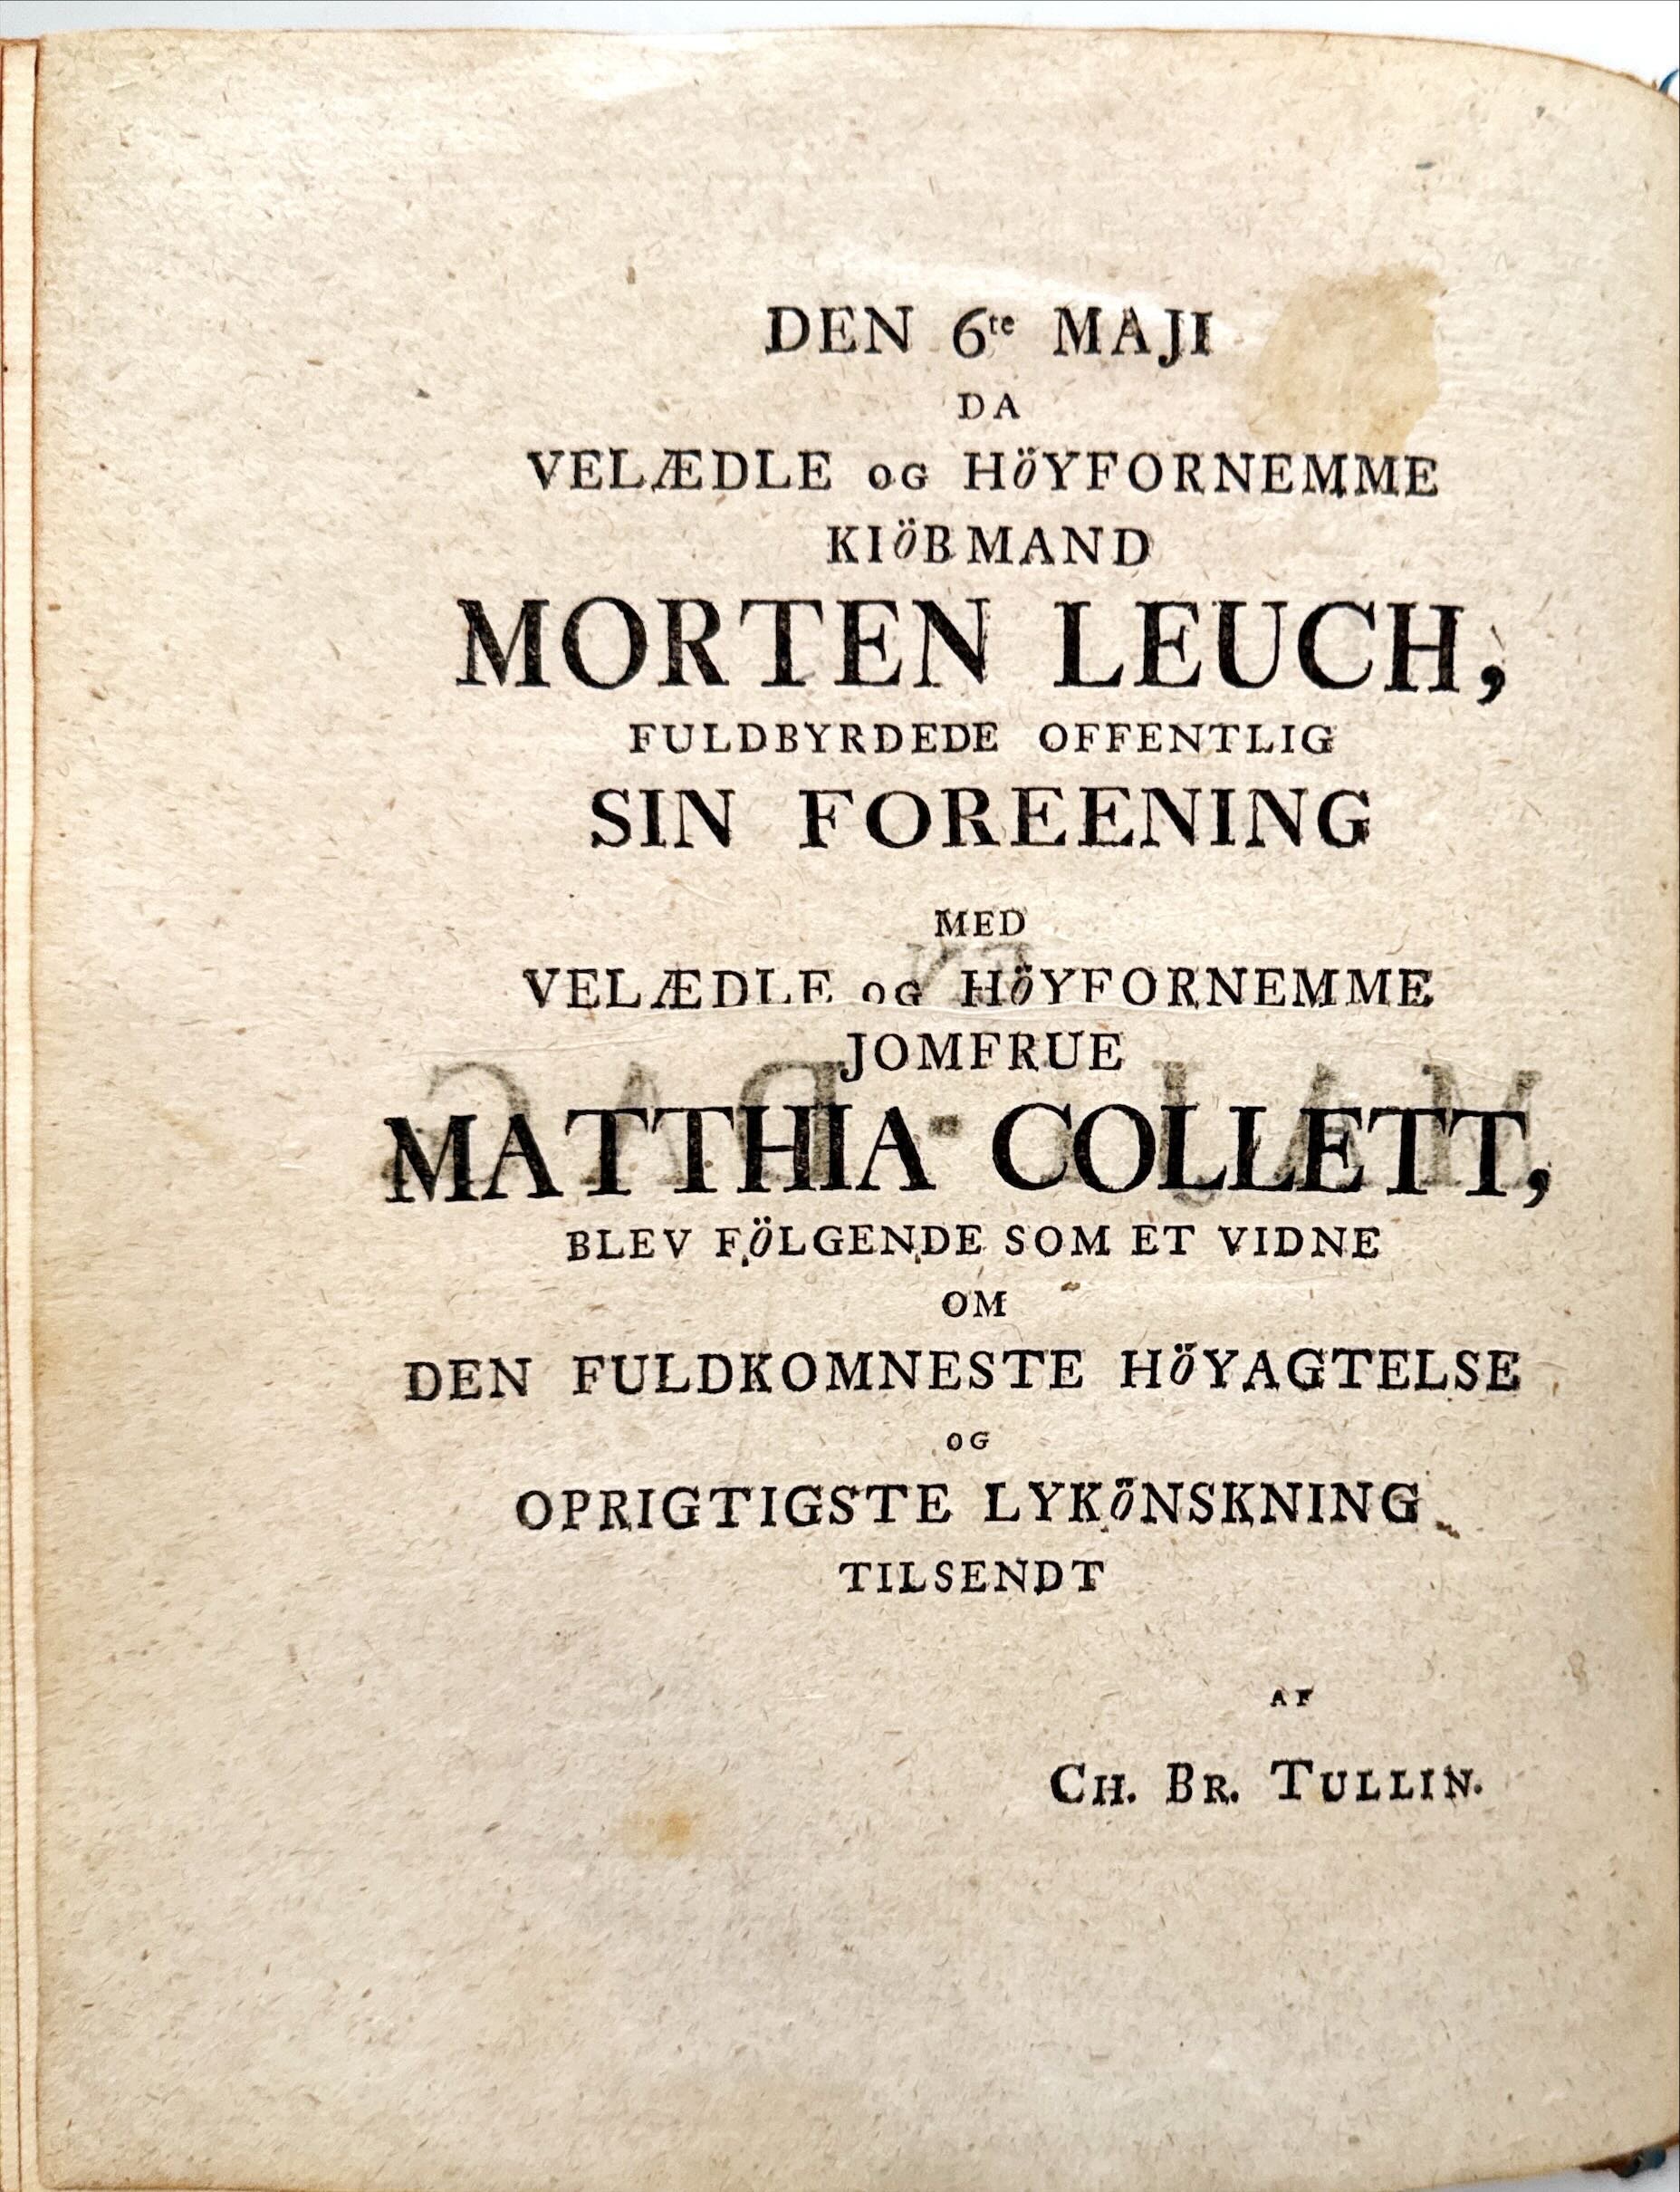 DEN 6te MAJI
DA
VELÆDLE OG HÖYFORNEMME
KIÖBMAND
MORTEN LEUCH,
FULDBYRDEDE OFFENTLIG
SIN FOREENING
MED
VELÆDLE OG HÖYFORNEMME
JOMFRUE
MATTHIA COLLETT,
BLEV FÖLGENDE SOM ET VIDNE
OM
DEN FULDKOMNESTE HÖYAGTELSE
OG
OPRIGTIGSTE LYKÖNSKNING
TILSENDT
AF
CH. BR. TULLIN.